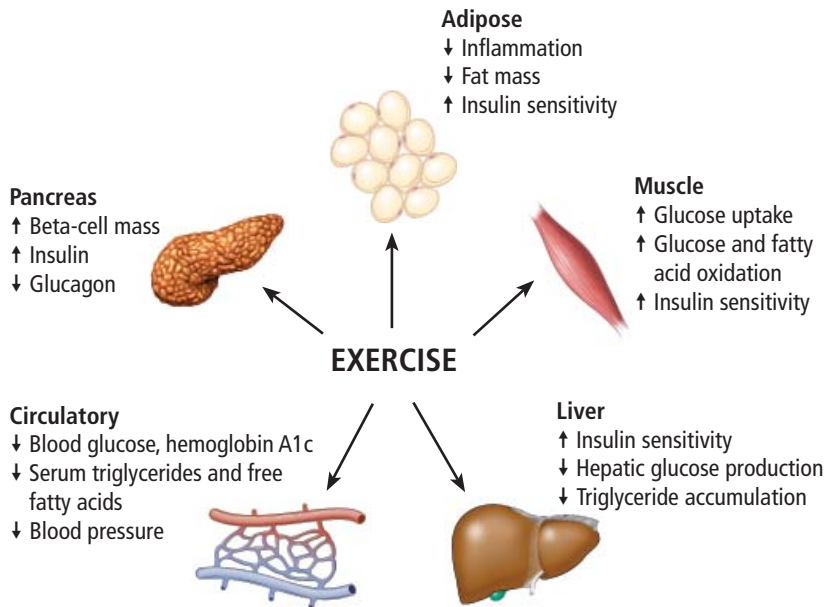 Adipose
↓ Inflammation
↓ Fat mass
↑ Insulin sensitivity
Pancreas
↑ Beta-cell mass
↑ Insulin
↓ Glucagon
Muscle
↑ Glucose uptake
↑ Glucose and fatty
acid oxidation
↑ Insulin sensitivity
EXERCISE
Circulatory
↓ Blood glucose, hemoglobin A1c
↓ Serum triglycerides and free
fatty acids
↓ Blood pressure
Liver
↑ Insulin sensitivity
↓ Hepatic glucose production
↓ Triglyceride accumulation